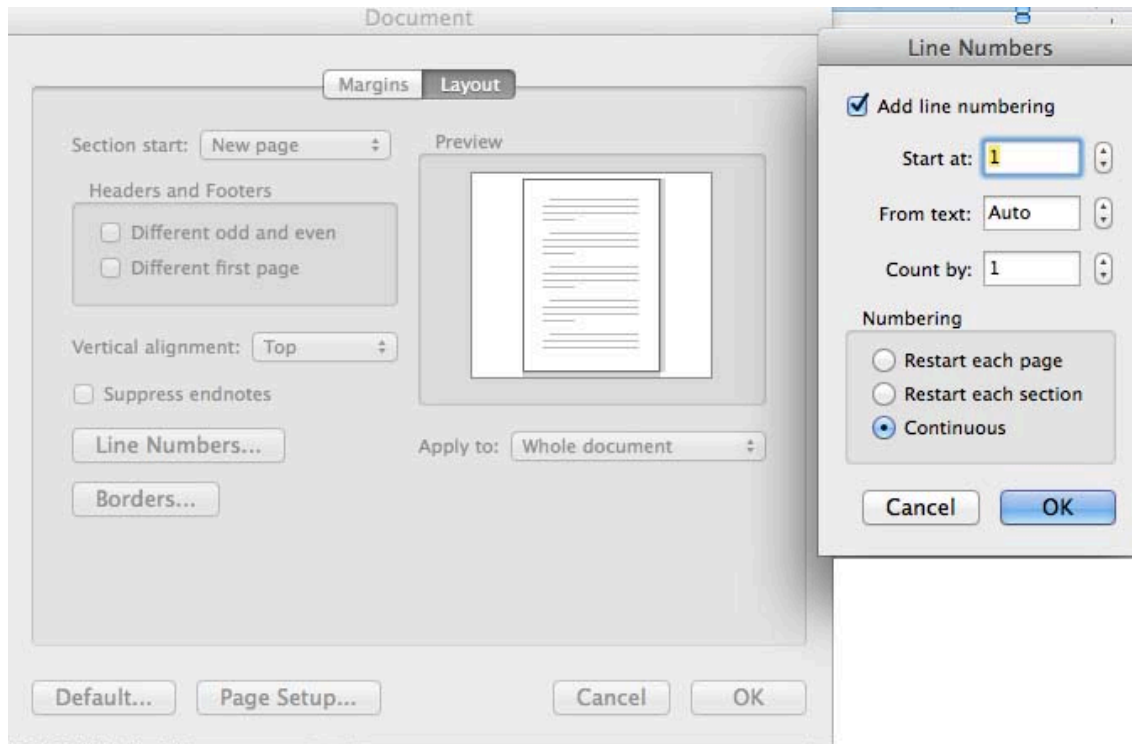 Document
Margins Layout
Section start: New page
Preview
Headers and Footers
Different odd and even
Different first page
Vertical alignment: Top
Suppress endnotes
Line Numbers...
Apply to: Whole document
Borders...
Default... Page Setup... Cancel OK
Line Numbers
Add line numbering
Start at: 1
From text: Auto
Count by: 1
Numbering
Restart each page
Restart each section
Continuous
Cancel OK